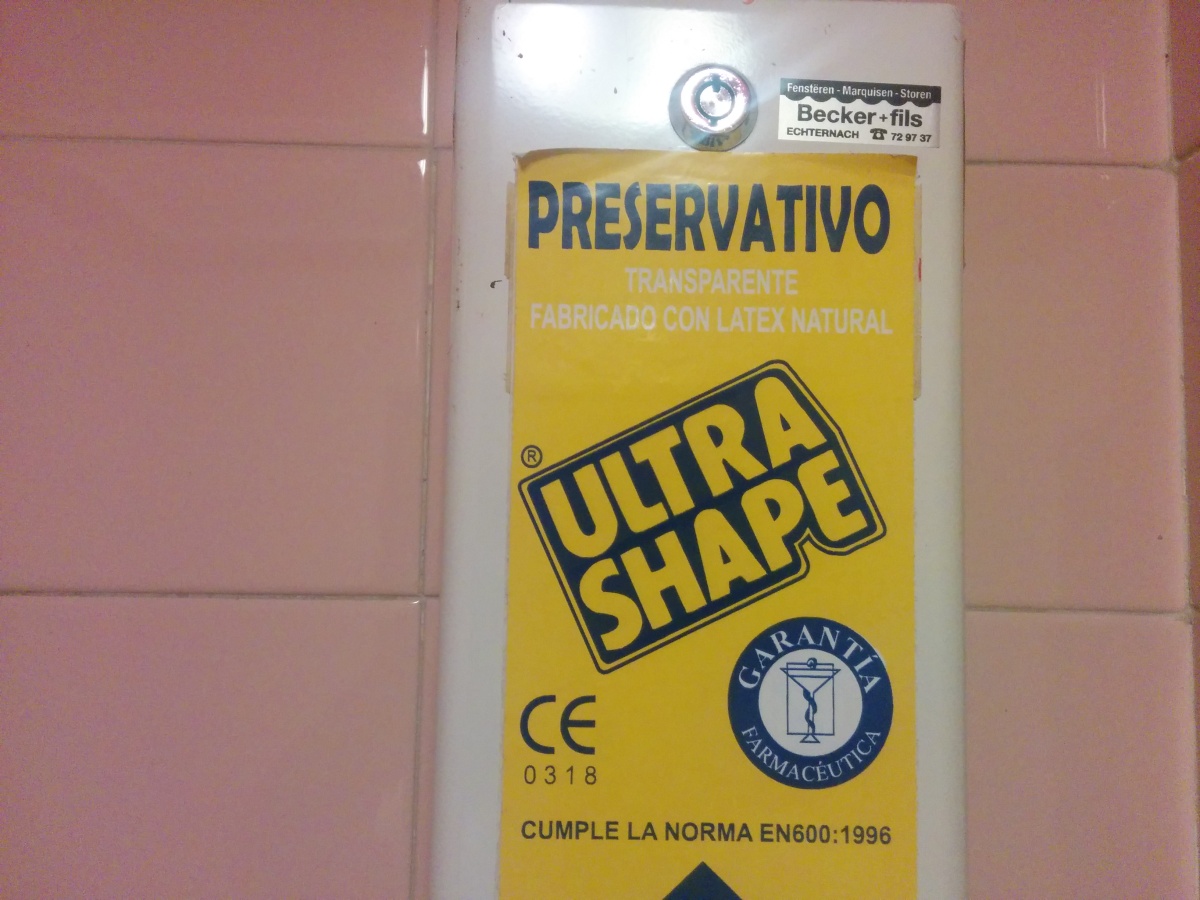 Fensteren - Marquisen - Storen
Becker + fils
ECHTERNACH ☎ 72 97 37
PRESERVATIVO
TRANSPARENTE
FABRICADO CON LATEX NATURAL
®
ULTRA
SHAPE
GARANTÍA
FARMACÉUTICA
CE
0318
CUMPLE LA NORMA EN600:1996